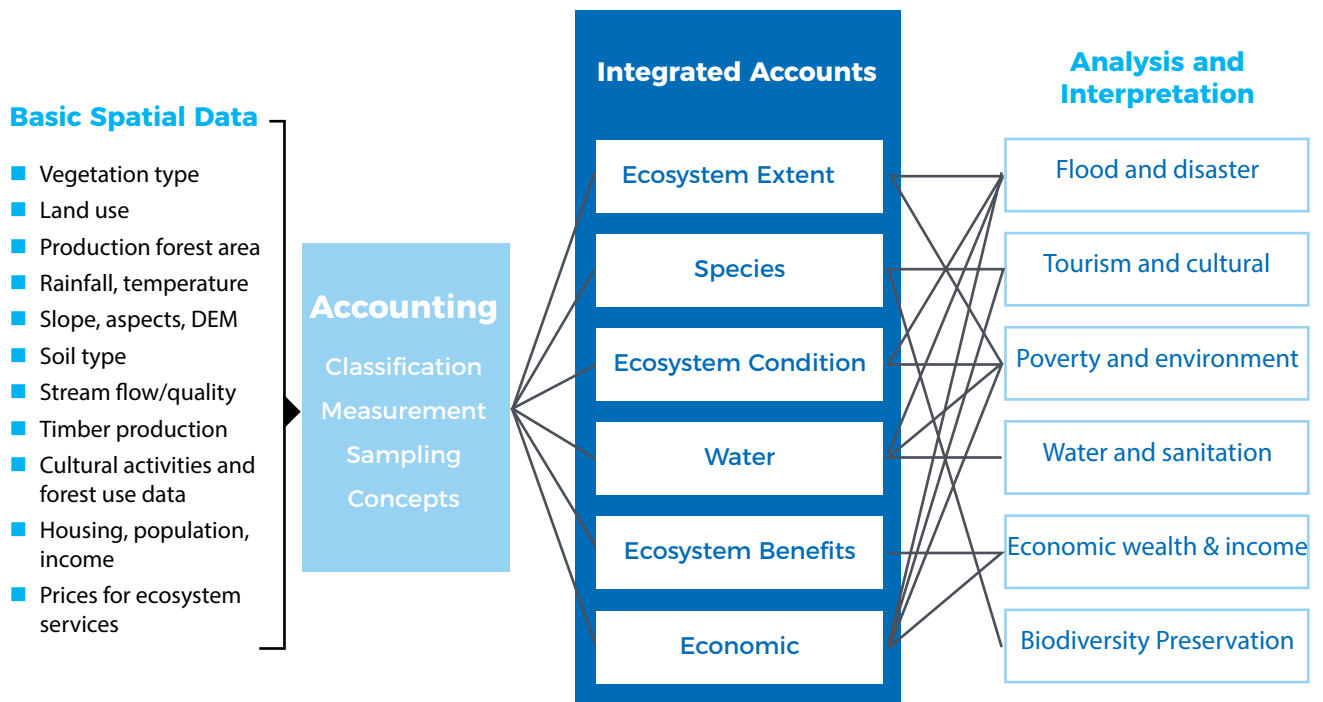 Basic Spatial Data
Vegetation type
Land use
Production forest area
Rainfall, temperature
Slope, aspects, DEM
Soil type
Stream flow/quality
Timber production
Cultural activities and
forest use data
Housing, population,
income
Prices for ecosystem
services
Accounting
Classification
Measurement
Sampling
Concepts
Integrated Accounts
Ecosystem Extent
Species
Ecosystem Condition
Water
Ecosystem Benefits
Economic
Analysis and
Interpretation
Flood and disaster
Tourism and cultural
Poverty and environment
Water and sanitation
Economic wealth & income
Biodiversity Preservation